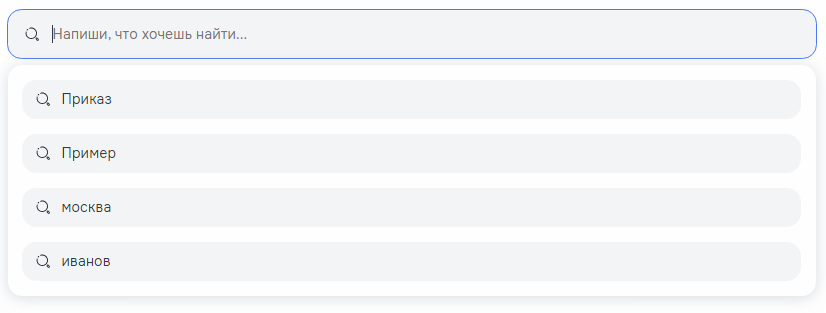 Напиши, что хочешь найти...
Приказ
Пример
москва
иванов